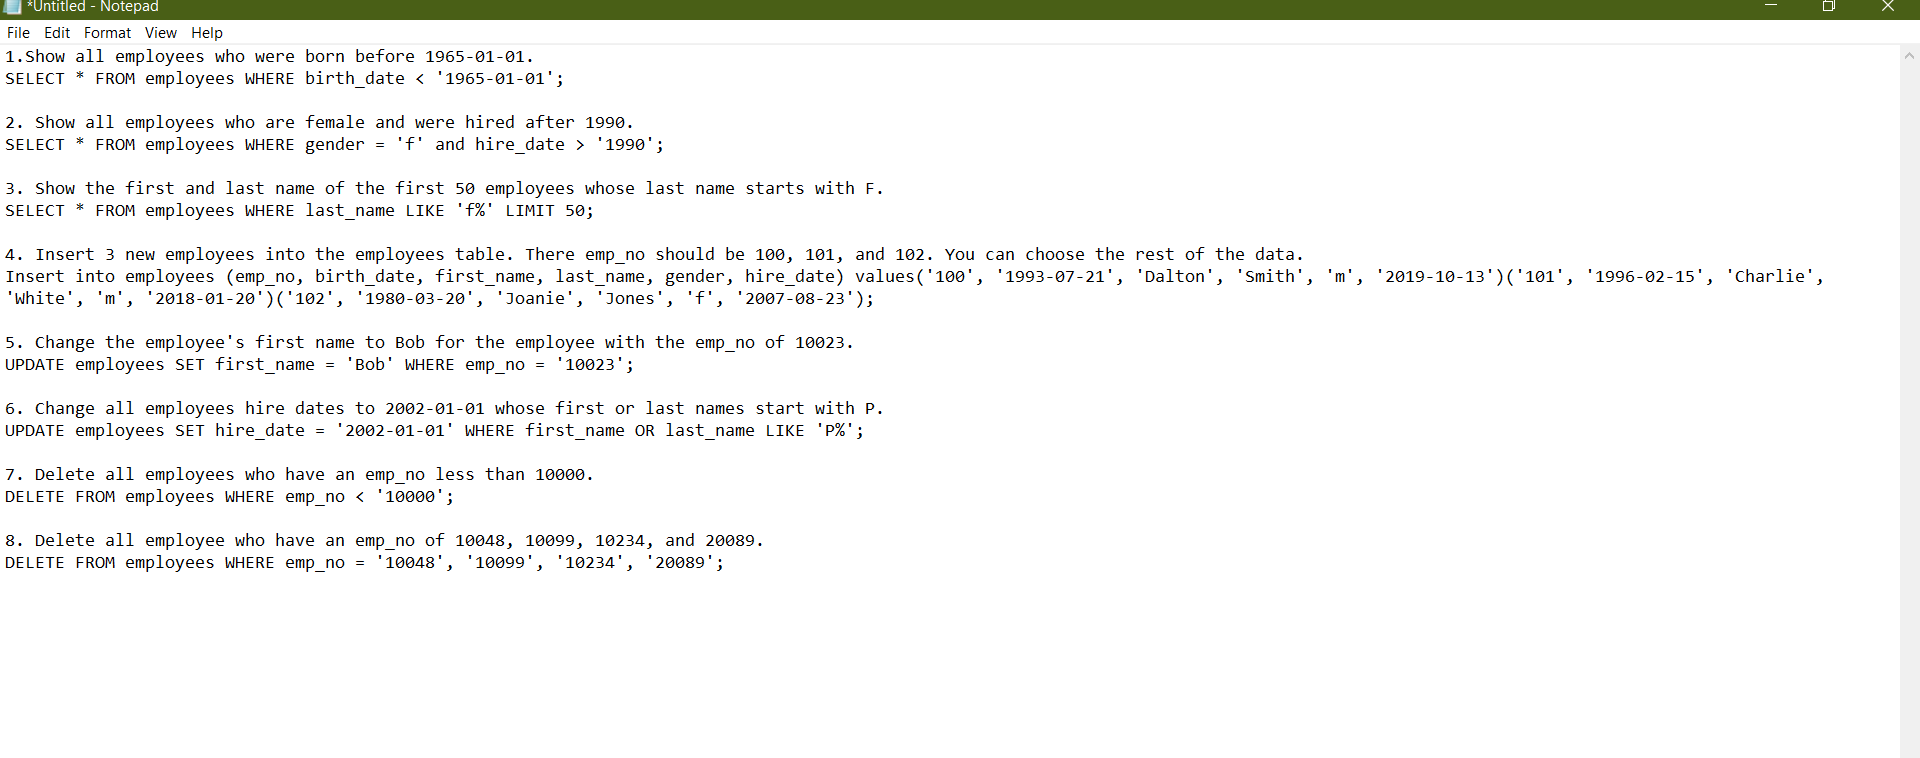 *Untitled - Notepad
File Edit Format View Help
1.Show all employees who were born before 1965-01-01.
SELECT * FROM employees WHERE birth_date < '1965-01-01';
2. Show all employees who are female and were hired after 1990.
SELECT * FROM employees WHERE gender = 'f' and hire_date > '1990';
3. Show the first and last name of the first 50 employees whose last name starts with F.
SELECT * FROM employees WHERE last_name LIKE 'f%' LIMIT 50;
4. Insert 3 new employees into the employees table. There emp_no should be 100, 101, and 102. You can choose the rest of the data.
Insert into employees (emp_no, birth_date, first_name, last_name, gender, hire_date) values('100', '1993-07-21', 'Dalton', 'Smith', 'm', '2019-10-13')('101', '1996-02-15', 'Charlie',
'White', 'm', '2018-01-20')('102', '1980-03-20', 'Joanie', 'Jones', 'f', '2007-08-23');
5. Change the employee's first name to Bob for the employee with the emp_no of 10023.
UPDATE employees SET first_name = 'Bob' WHERE emp_no = '10023';
6. Change all employees hire dates to 2002-01-01 whose first or last names start with P.
UPDATE employees SET hire_date = '2002-01-01' WHERE first_name OR last_name LIKE 'P%';
7. Delete all employees who have an emp_no less than 10000.
DELETE FROM employees WHERE emp_no < '10000';
8. Delete all employee who have an emp_no of 10048, 10099, 10234, and 20089.
DELETE FROM employees WHERE emp_no = '10048', '10099', '10234', '20089';